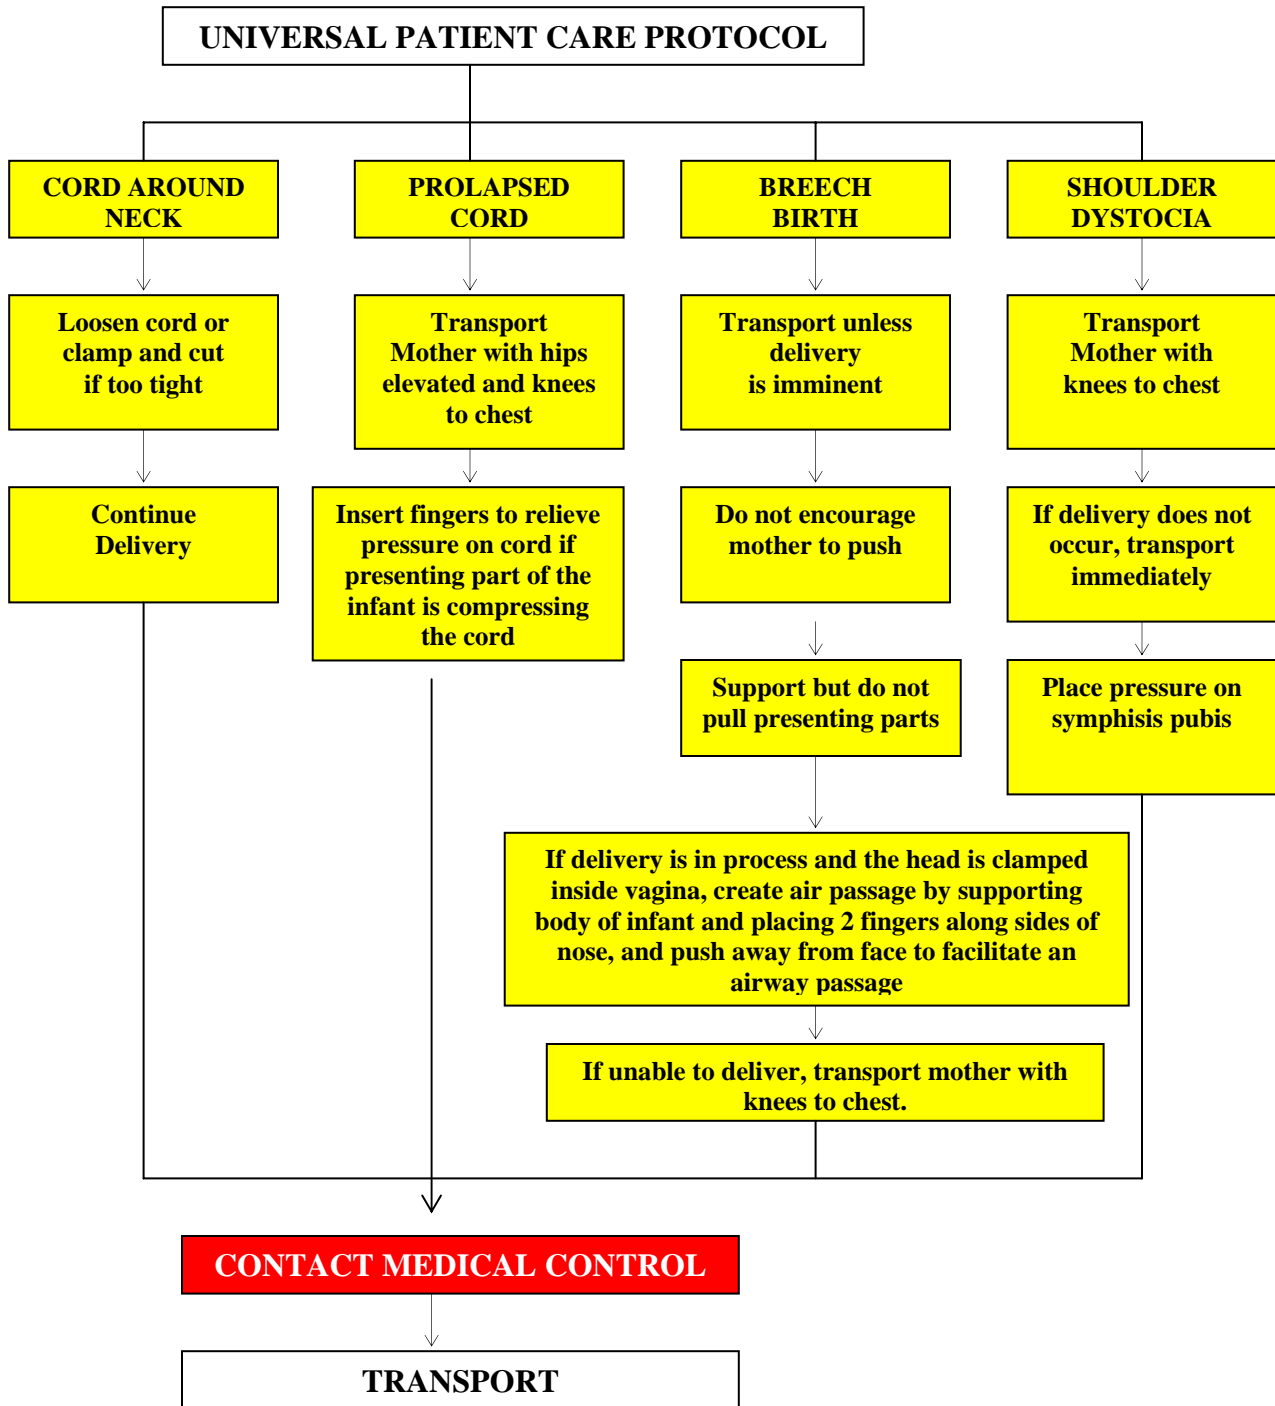 UNIVERSAL PATIENT CARE PROTOCOL
CORD AROUND
NECK
PROLAPSED
CORD
BREECH
BIRTH
SHOULDER
DYSTOCIA
Loosen cord or
clamp and cut
if too tight
Transport
Mother with hips
elevated and knees
to chest
Transport unless
delivery
is imminent
Transport
Mother with
knees to chest
Continue
Delivery
Insert fingers to relieve
pressure on cord if
presenting part of the
infant is compressing
the cord
Do not encourage
mother to push
If delivery does not
occur, transport
immediately
Support but do not
pull presenting parts
Place pressure on
symphisis pubis
If delivery is in process and the head is clamped
inside vagina, create air passage by supporting
body of infant and placing 2 fingers along sides of
nose, and push away from face to facilitate an
airway passage
If unable to deliver, transport mother with
knees to chest.
CONTACT MEDICAL CONTROL
TRANSPORT